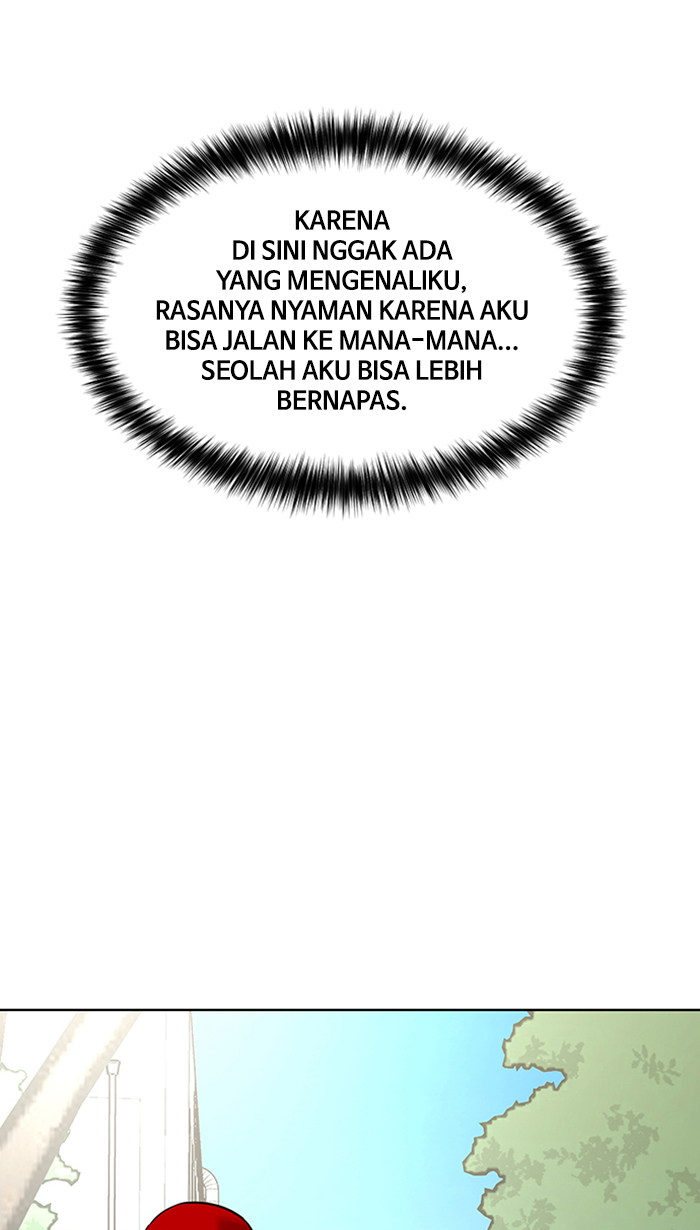 KARENA
DI SINI NGGAK ADA
YANG MENGENALIKU,
RASANYA NYAMAN KARENA AKU
BISA JALAN KE MANA-MANA...
SEOLAH AKU BISA LEBIH
BERNAPAS.